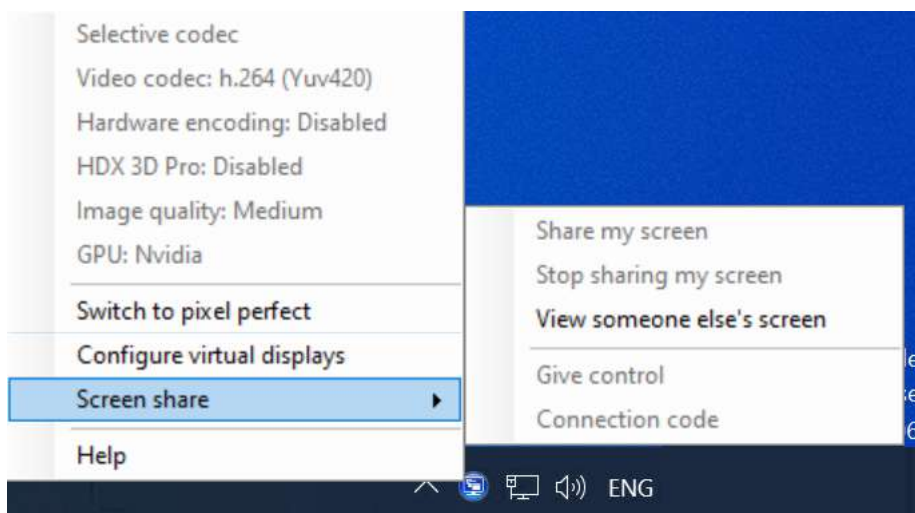 Selective codec
Video codec: h.264 (Yuv420)
Hardware encoding: Disabled
HDX 3D Pro: Disabled
Image quality: Medium
GPU: Nvidia
Switch to pixel perfect
Configure virtual displays
Screen share
Help
Share my screen
Stop sharing my screen
View someone else's screen
Give control
Connection code
ENG